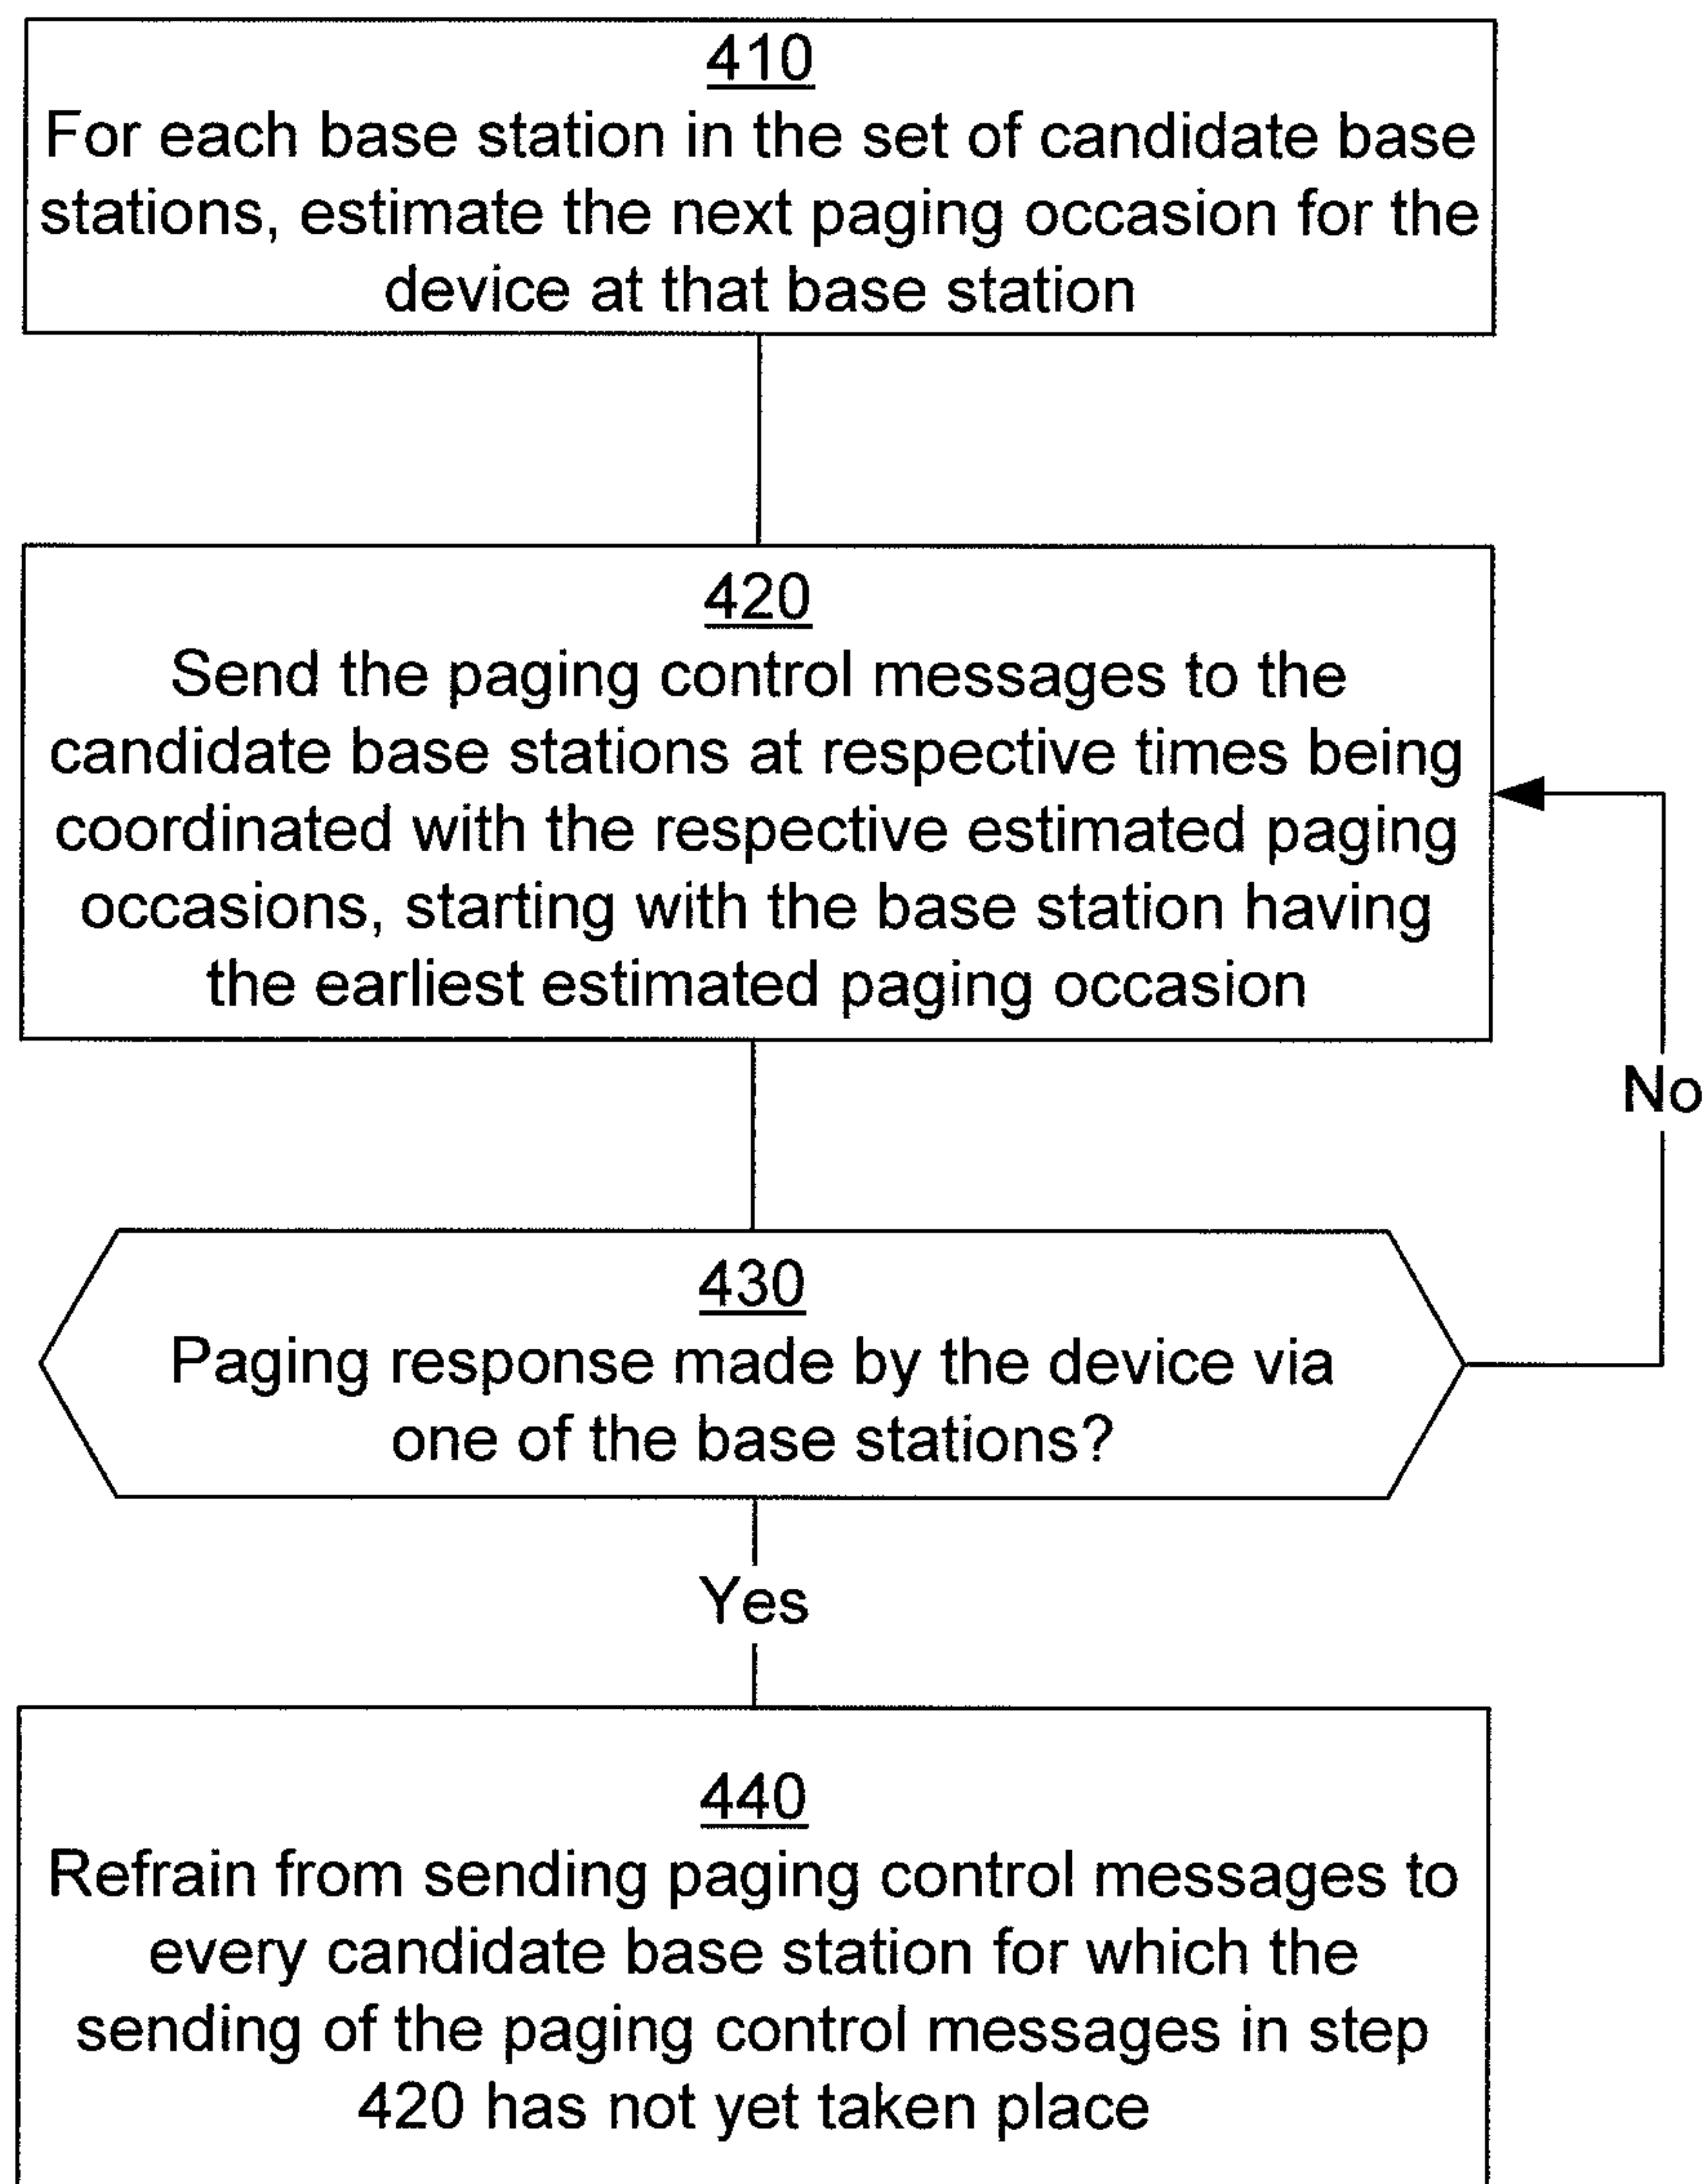 410
For each base station in the set of candidate base
stations, estimate the next paging occasion for the
device at that base station
420
Send the paging control messages to the
candidate base stations at respective times being
coordinated with the respective estimated paging
occasions, starting with the base station having
the earliest estimated paging occasion
No
430
Paging response made by the device via
one of the base stations?
Yes
440
Refrain from sending paging control messages to
every candidate base station for which the
sending of the paging control messages in step
420 has not yet taken place